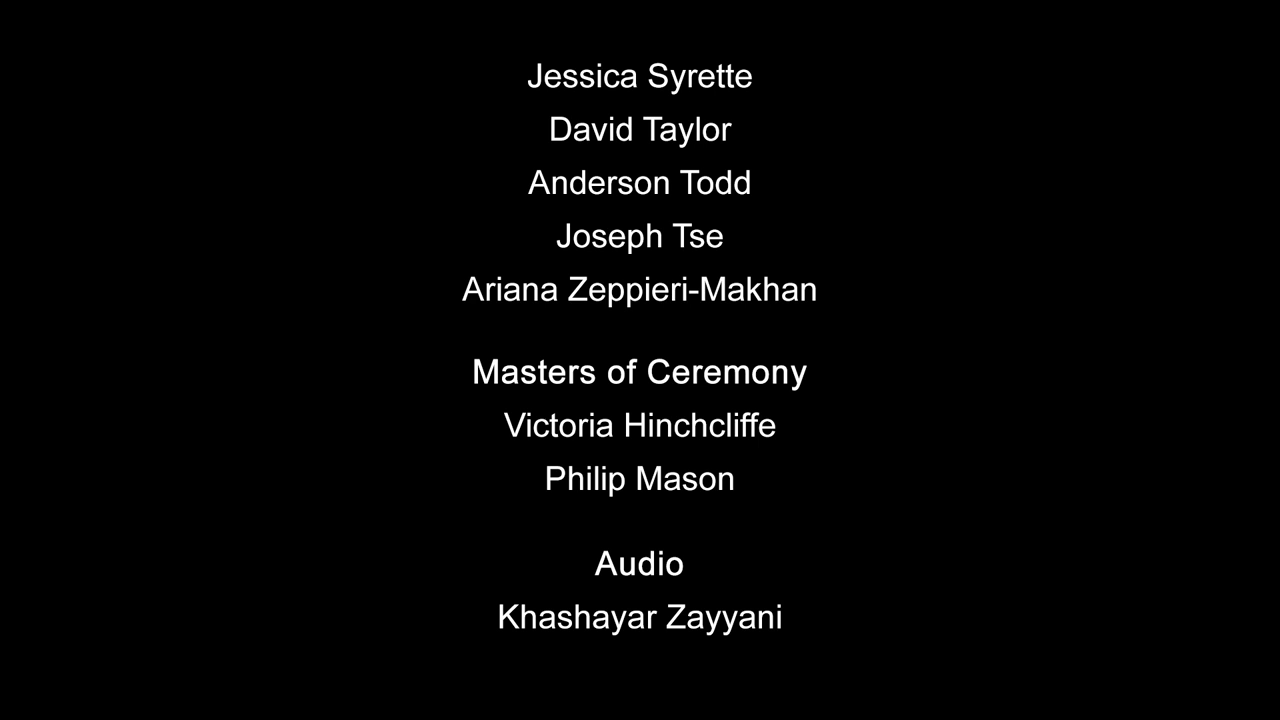 Jessica Syrette
David Taylor
Anderson Todd
Joseph Tse
Ariana Zeppieri-Makhan
Masters of Ceremony
Victoria Hinchcliffe
Philip Mason
Audio
Khashayar Zayyani